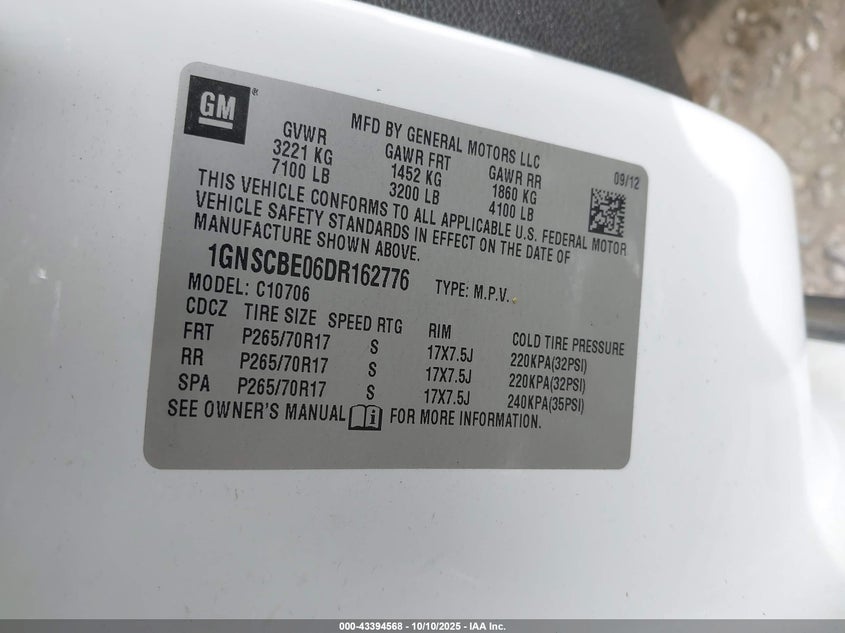 GM®
MFD BY GENERAL MOTORS LLC
09/12
GVWR GAWR FRT GAWR RR
3221 KG 1452 KG 1860 KG
7100 LB 3200 LB 4100 LB
THIS VEHICLE CONFORMS TO ALL APPLICABLE U.S. FEDERAL MOTOR
VEHICLE SAFETY STANDARDS IN EFFECT ON THE DATE OF
MANUFACTURE SHOWN ABOVE.
1GNSCBE06DR162776 TYPE: M.P.V.
MODEL: C10706
CDCZ TIRE SIZE SPEED RTG RIM COLD TIRE PRESSURE
FRT P265/70R17 S 17X7.5J 220KPA(32PSI)
RR P265/70R17 S 17X7.5J 220KPA(32PSI)
SPA P265/70R17 S 17X7.5J 240KPA(35PSI)
SEE OWNER'S MANUAL FOR MORE INFORMATION.
000-43394568 - 10/10/2025 - IAA Inc.